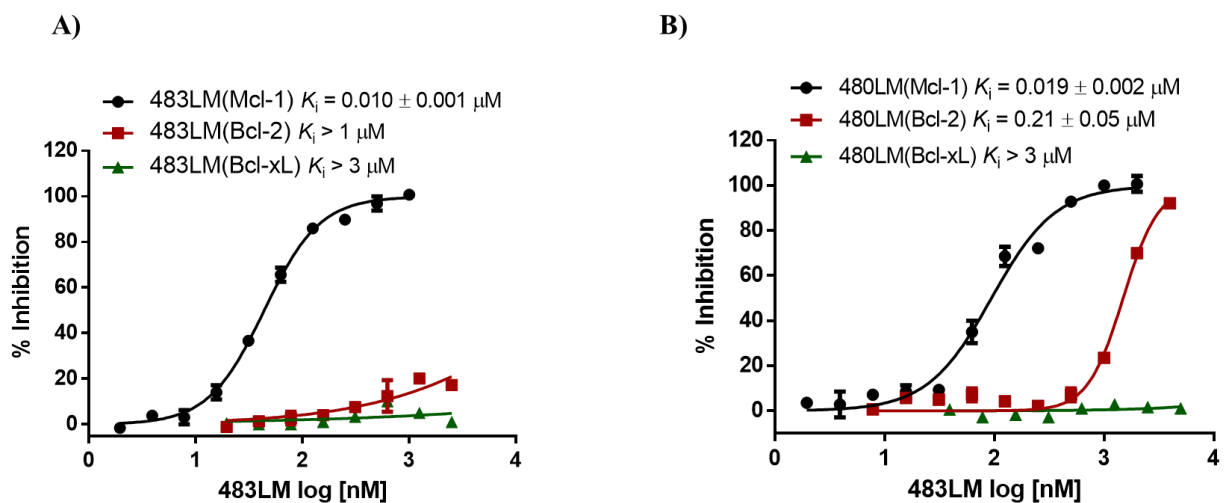 A)
483LM(Mcl-1) Ki = 0.010 ± 0.001 μM
483LM(Bcl-2) Ki > 1 μM
483LM(Bcl-xL) Ki > 3 μM
120
100
80
60
40
20
0
% Inhibition
0 1 2 3 4
483LM log [nM]
B)
480LM(Mcl-1) Ki = 0.019 ± 0.002 μM
480LM(Bcl-2) Ki = 0.21 ± 0.05 μM
480LM(Bcl-xL) Ki > 3 μM
120
100
80
60
40
20
0
% Inhibition
0 1 2 3 4
483LM log [nM]